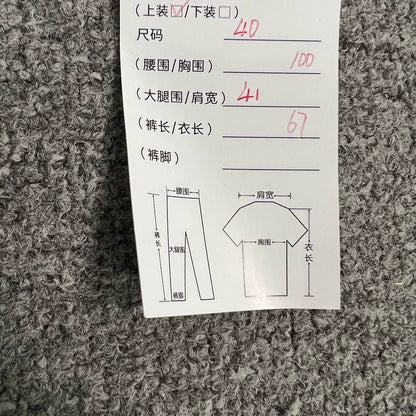 (上装☑/下装☐)
尺码 40
(腰围/胸围) 100
(大腿围/肩宽) 41
(裤长/衣长) 67
(裤脚)
腰围
肩宽
裤长
大腿围
胸围
衣长
裤脚